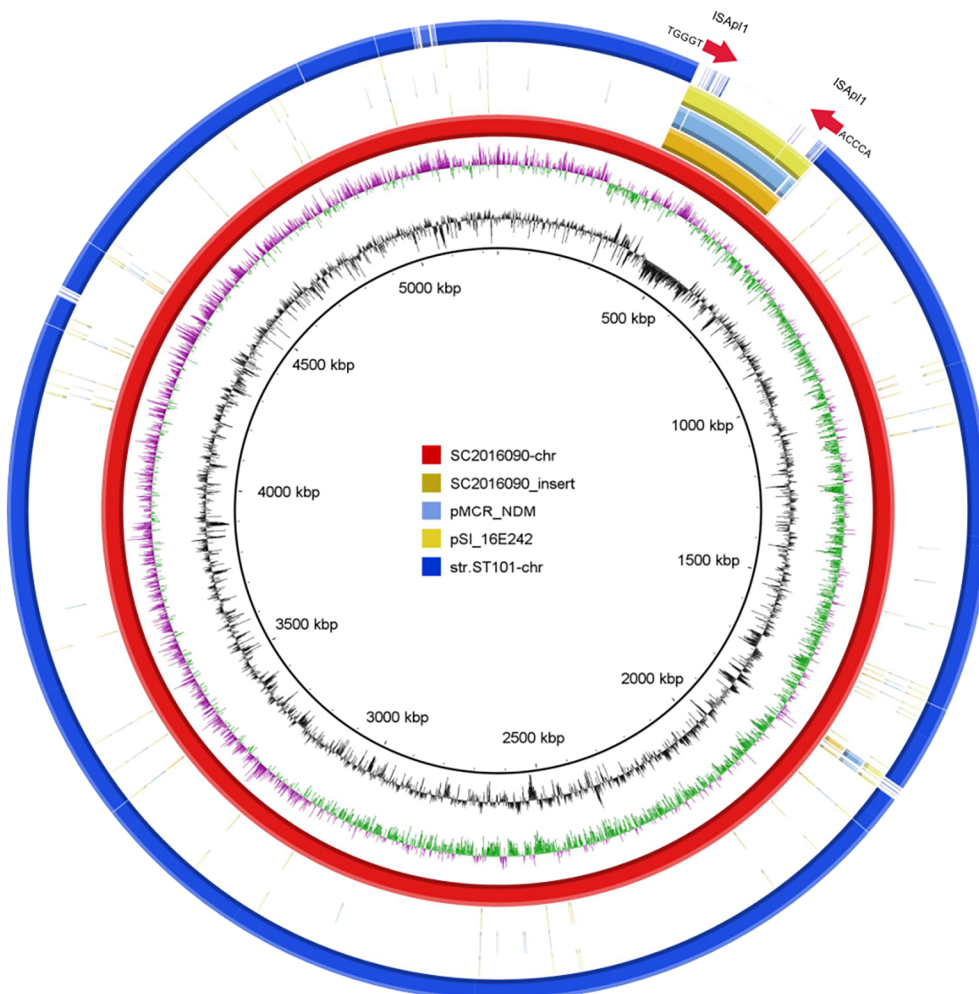 ISApl1
TGGGT
ISApl1
ACCCA
5000 kbp
500 kbp
4500 kbp
1000 kbp
SC2016090-chr
SC2016090_insert
4000 kbp
pMCR_NDM
pSI_16E242
1500 kbp
str.ST101-chr
3500 kbp
2000 kbp
3000 kbp
2500 kbp